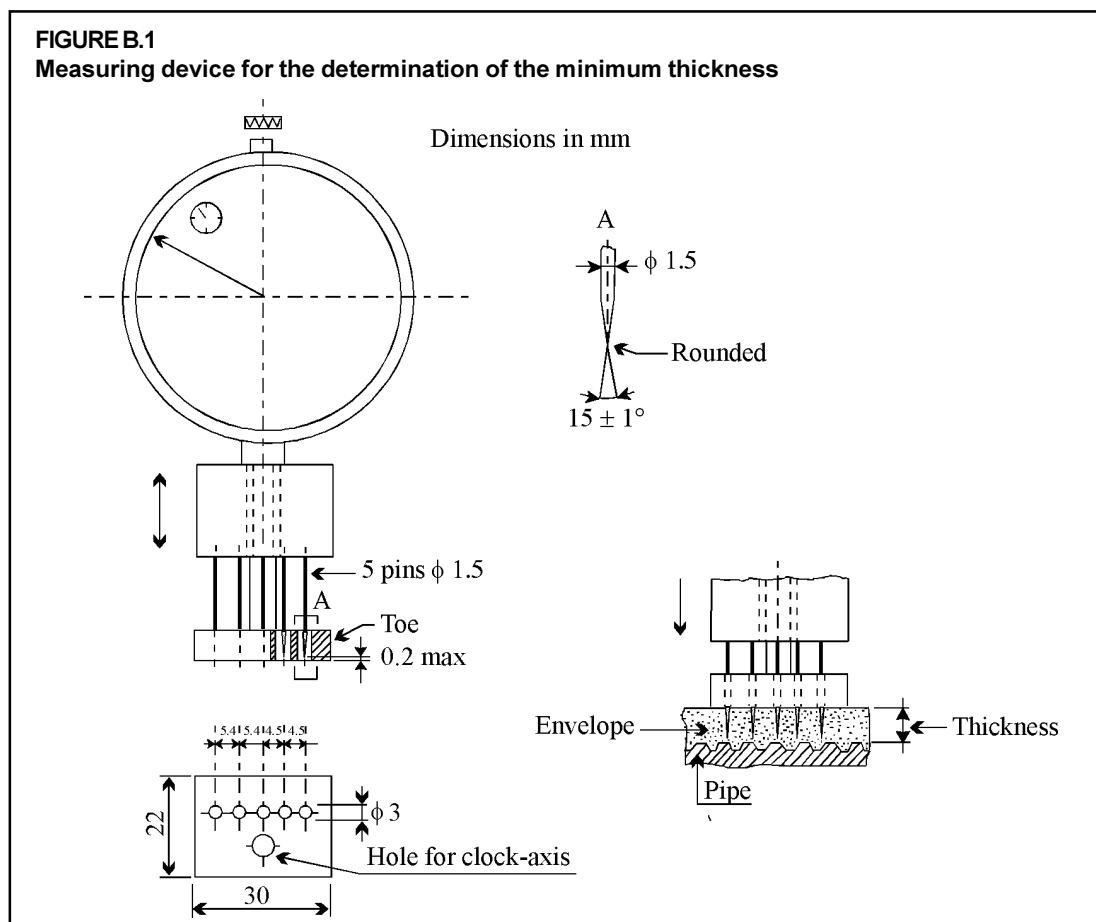 FIGURE B.1
Measuring device for the determination of the minimum thickness
Dimensions in mm
A
ϕ 1.5
Rounded
15 ± 1°
5 pins ϕ 1.5
A
Toe
0.2 max
Envelope
Thickness
Pipe
5.4 5.4 4.5 4.5
ϕ 3
22
Hole for clock-axis
30